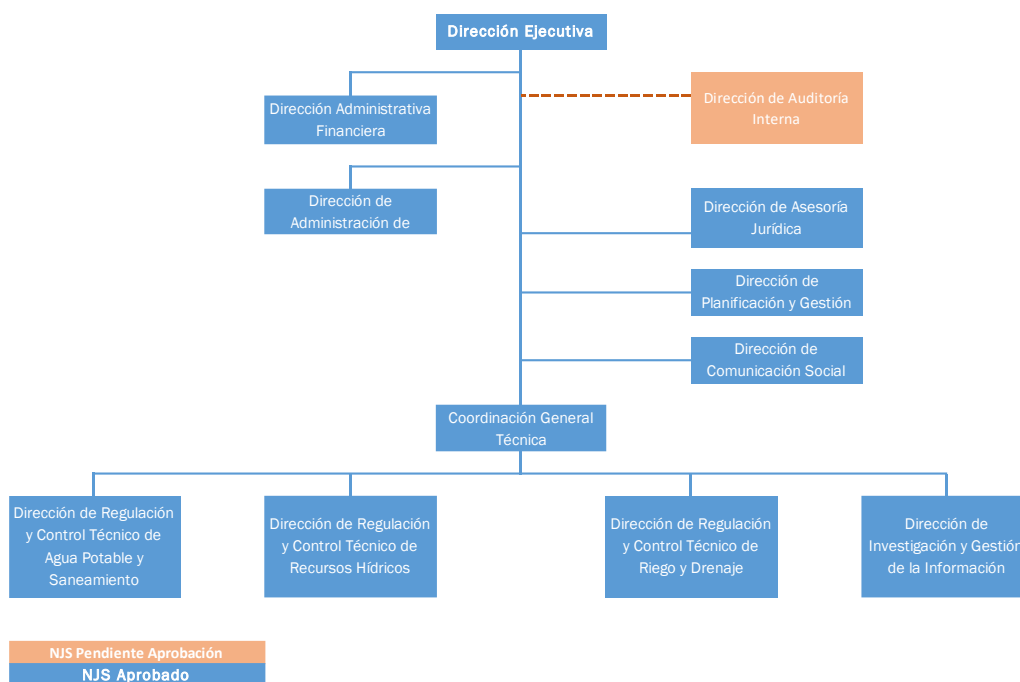 Dirección Ejecutiva
Dirección Administrativa
Financiera
Dirección de Auditoría
Interna
Dirección de
Administración de
Dirección de Asesoría
Jurídica
Dirección de
Planificación y Gestión
Dirección de
Comunicación Social
Coordinación General
Técnica
Dirección de Regulación
y Control Técnico de
Agua Potable y
Saneamiento
Dirección de Regulación
y Control Técnico de
Recursos Hídricos
Dirección de Regulación
y Control Técnico de
Riego y Drenaje
Dirección de
Investigación y Gestión
de la Información
NJS Pendiente Aprobación
NJS Aprobado